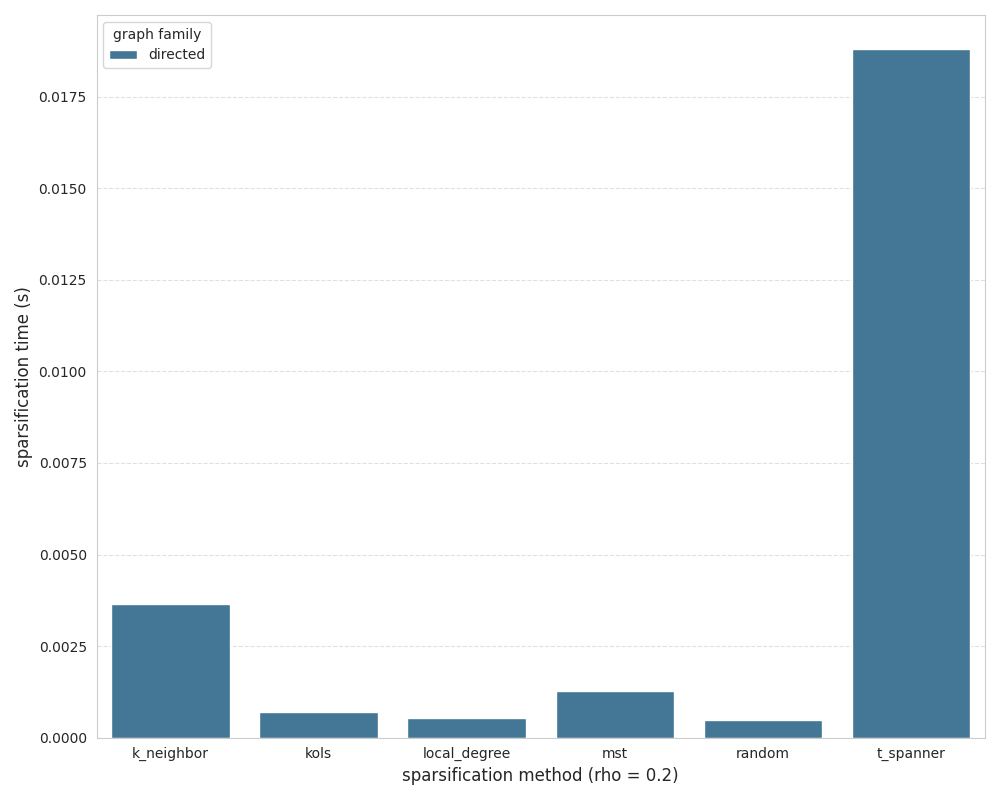 graph family
directed
sparsification time (s)
0.0175
0.0150
0.0125
0.0100
0.0075
0.0050
0.0025
0.0000
k_neighbor kols local_degree mst random t_spanner
sparsification method (rho = 0.2)